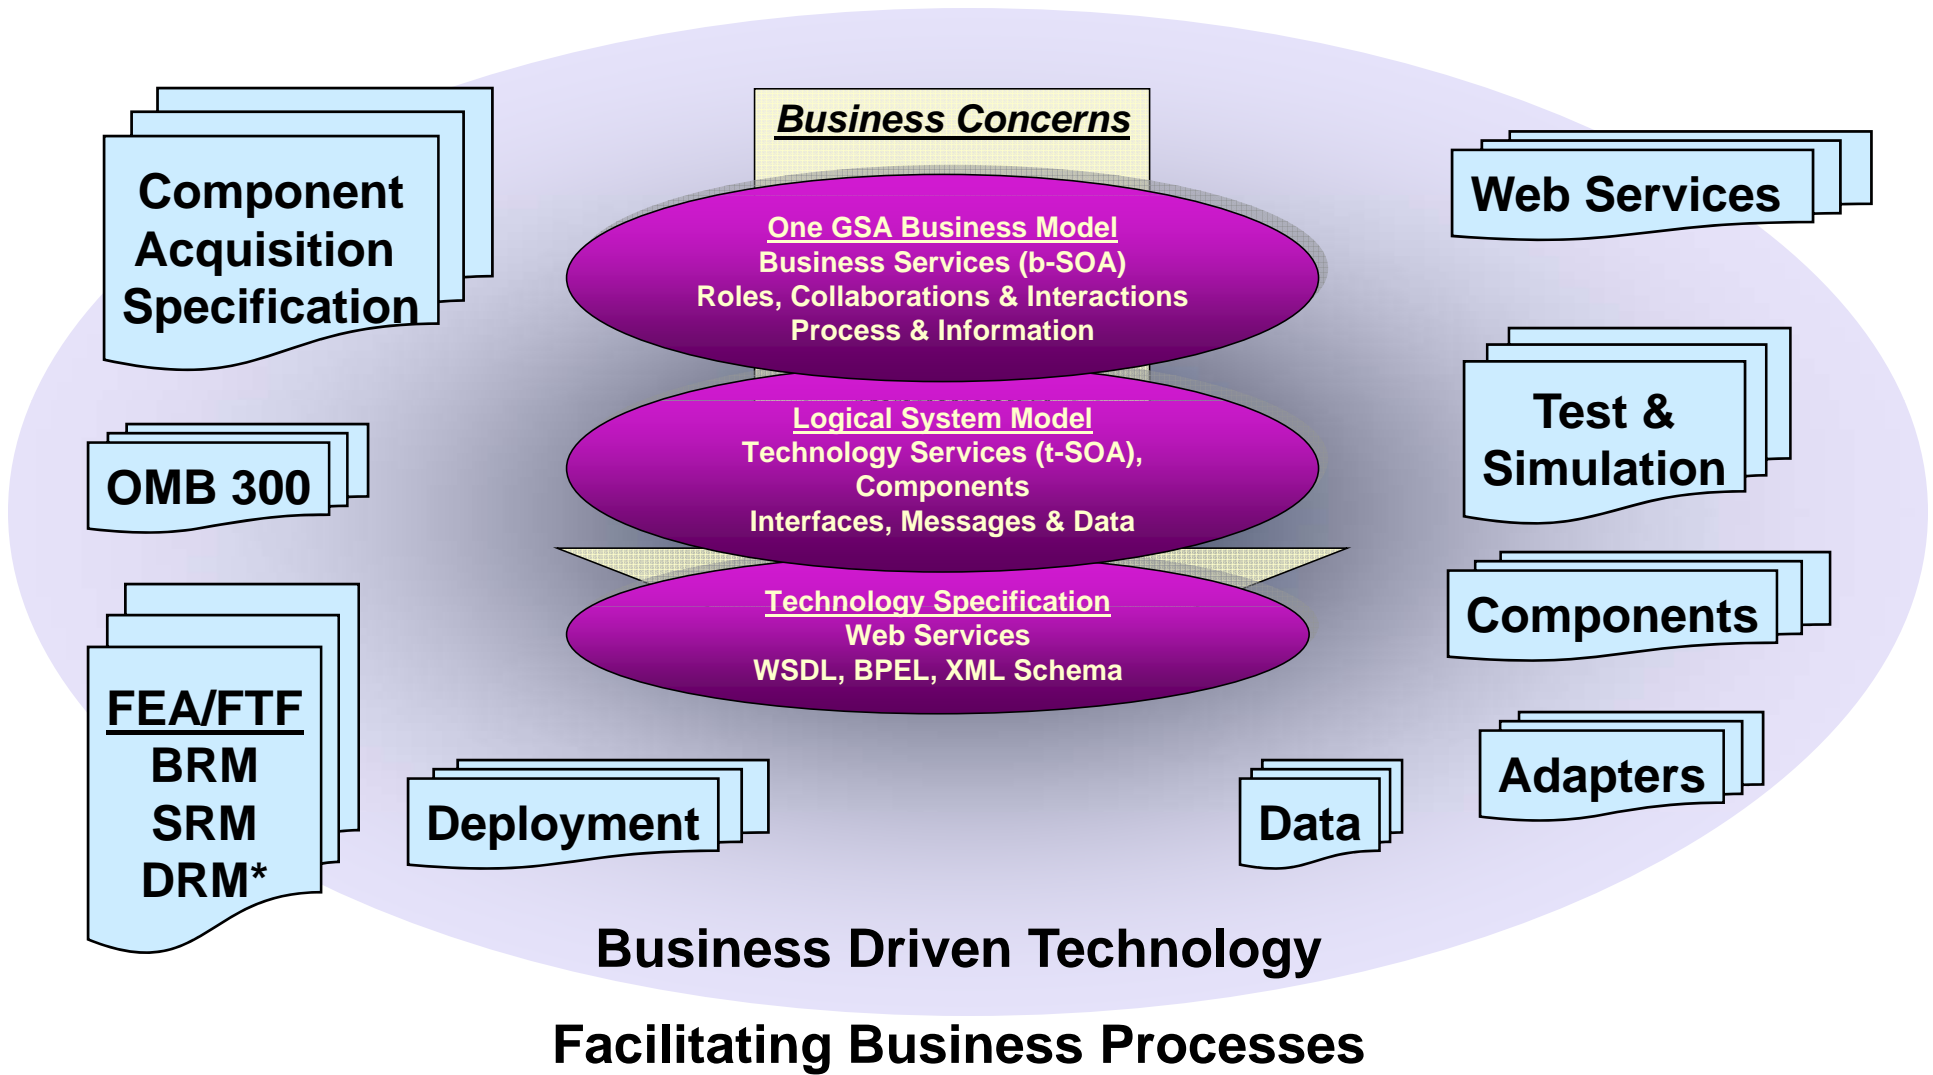 Business Concerns
Component
Acquisition
Specification
Web Services
One GSA Business Model
Business Services (b-SOA)
Roles, Collaborations & Interactions
Process & Information
Test &
Simulation
OMB 300
Logical System Model
Technology Services (t-SOA),
Components
Interfaces, Messages & Data
Components
Technology Specification
Web Services
WSDL, BPEL, XML Schema
FEA/FTF
BRM
SRM
DRM*
Deployment
Data
Adapters
Business Driven Technology
Facilitating Business Processes